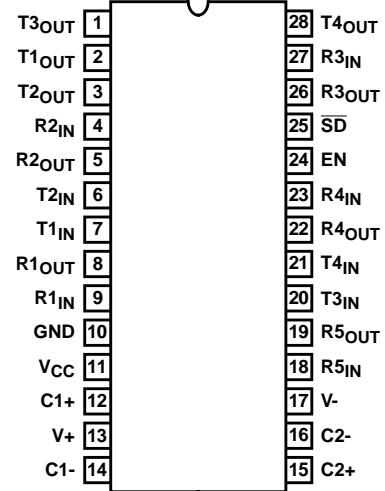 T3OUT 1 28 T4OUT
T1OUT 2 27 R3IN
T2OUT 3 26 R3OUT
R2IN 4 25 S̅D̅
R2OUT 5 24 EN
T2IN 6 23 R4IN
T1IN 7 22 R4OUT
R1OUT 8 21 T4IN
R1IN 9 20 T3IN
GND 10 19 R5OUT
VCC 11 18 R5IN
C1+ 12 17 V-
V+ 13 16 C2-
C1- 14 15 C2+